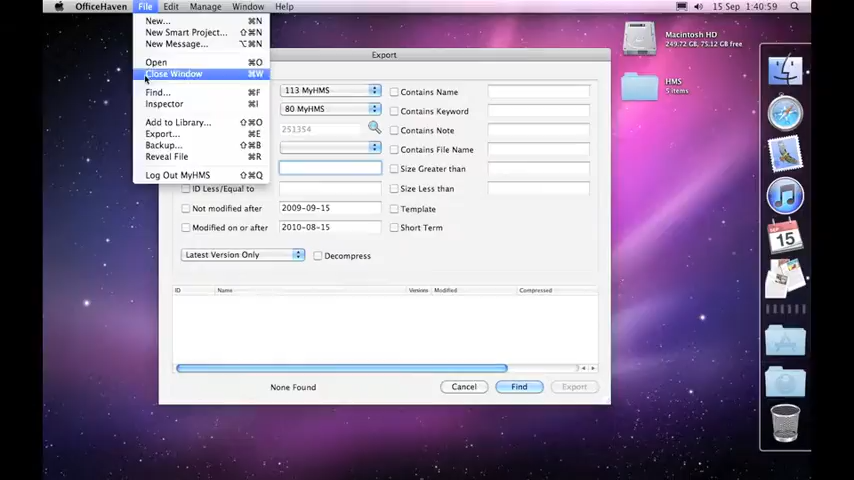 OfficeHaven File Edit Manage Window Help 15 Sep 1:40:59
New... ⌘N
New Smart Project... ⇧⌘N
New Message... ⌥⌘N
Open ⌘O
Close Window ⌘W
Find... ⌘F
Inspector ⌘I
Add to Library... ⇧⌘O
Export... ⌘E
Backup... ⇧⌘B
Reveal File ⌘R
Log Out MyHMS ⇧⌘Q
Export
113 MyHMS Contains Name
80 MyHMS Contains Keyword
251354 Contains Note
Contains File Name
Size Greater than
ID Less/Equal to Size Less than
Not modified after 2009-09-15 Template
Modified on or after 2010-08-15 Short Term
Latest Version Only Decompress
ID Name Version Modified Compressed
None Found Cancel Find Export
Macintosh HD
249.72 GB, 75.12 GB free
HMS
5 items
SEP
15